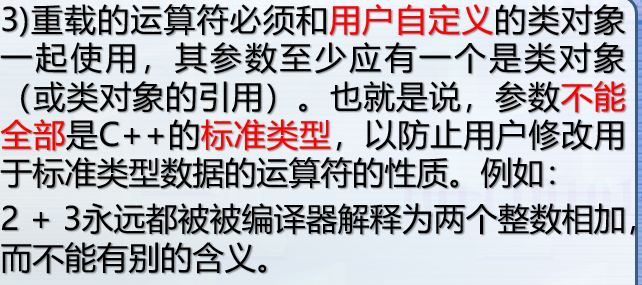 3)重载的运算符必须和用户自定义的类对象
一起使用，其参数至少应有一个是类对象
（或类对象的引用）。也就是说，参数不能
全部是C++的标准类型，以防止用户修改用
于标准类型数据的运算符的性质。例如：
2 + 3永远都被被编译器解释为两个整数相加，
而不能有别的含义。